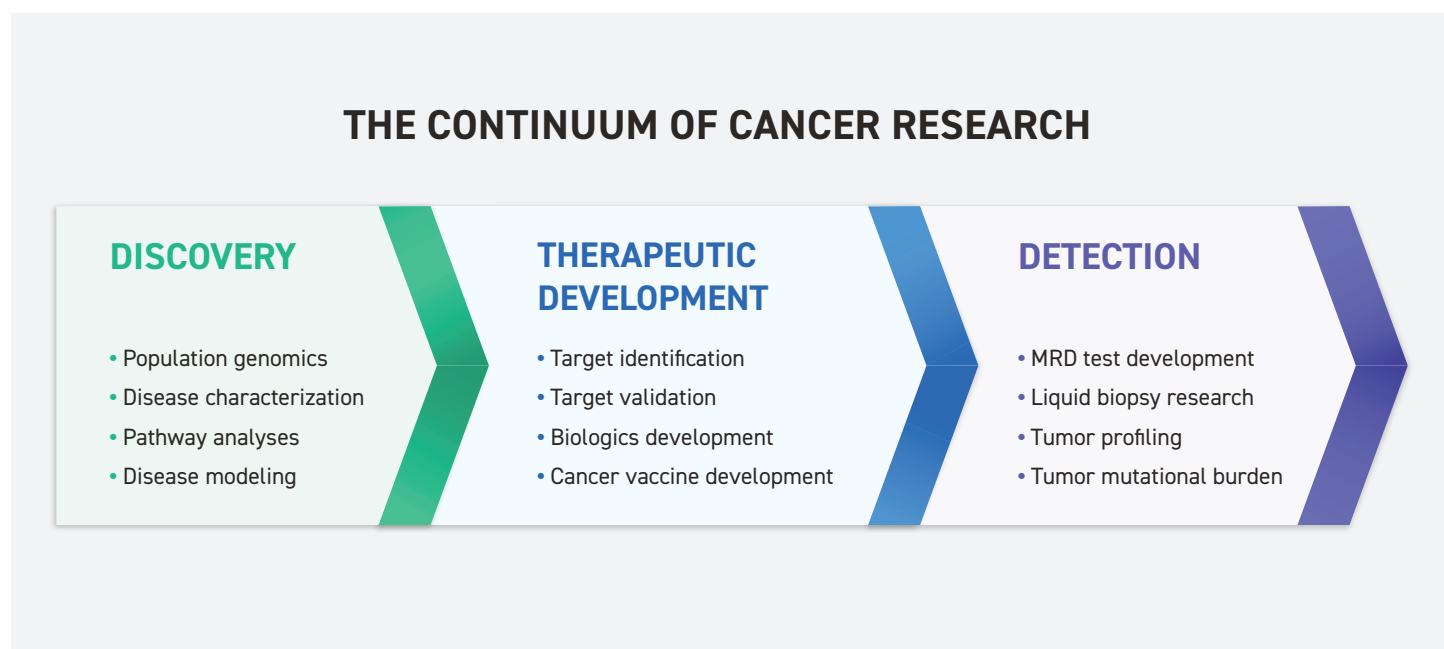 THE CONTINUUM OF CANCER RESEARCH
DISCOVERY
• Population genomics
• Disease characterization
• Pathway analyses
• Disease modeling
THERAPEUTIC
DEVELOPMENT
• Target identification
• Target validation
• Biologics development
• Cancer vaccine development
DETECTION
• MRD test development
• Liquid biopsy research
• Tumor profiling
• Tumor mutational burden